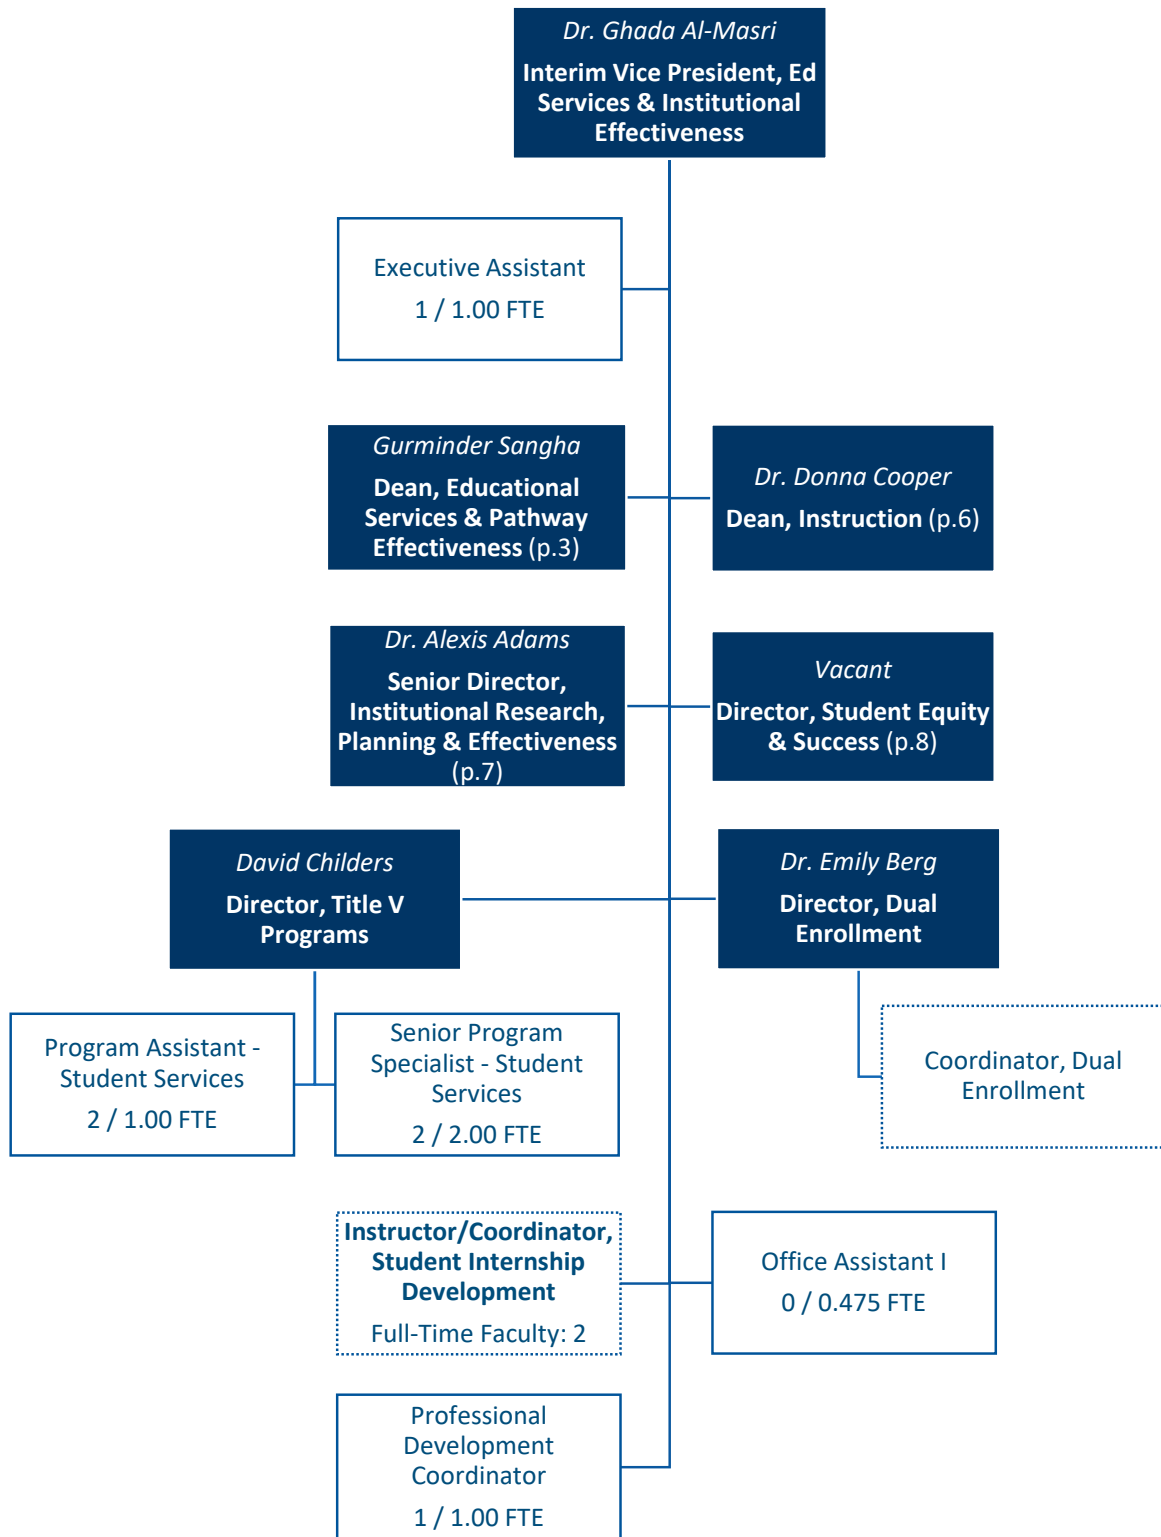 Dr. Ghada Al-Masri
Interim Vice President, Ed
Services & Institutional
Effectiveness
Executive Assistant
1 / 1.00 FTE
Gurminder Sangha
Dean, Educational
Services & Pathway
Effectiveness (p.3)
Dr. Donna Cooper
Dean, Instruction (p.6)
Dr. Alexis Adams
Senior Director,
Institutional Research,
Planning & Effectiveness
(p.7)
Vacant
Director, Student Equity
& Success (p.8)
David Childers
Director, Title V
Programs
Dr. Emily Berg
Director, Dual
Enrollment
Program Assistant -
Student Services
2 / 1.00 FTE
Senior Program
Specialist - Student
Services
2 / 2.00 FTE
Coordinator, Dual
Enrollment
Instructor/Coordinator,
Student Internship
Development
Full-Time Faculty: 2
Office Assistant I
0 / 0.475 FTE
Professional
Development
Coordinator
1 / 1.00 FTE